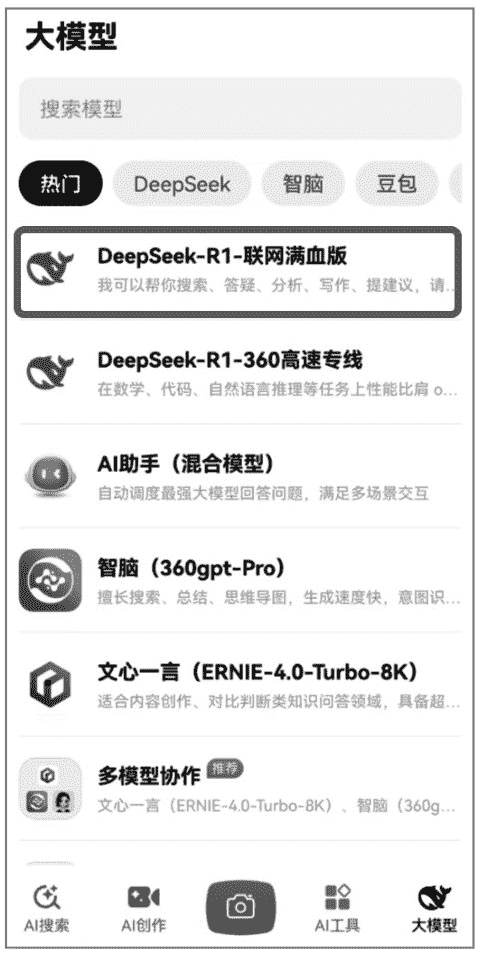 大模型
搜索模型
热门 DeepSeek 智脑 豆包
DeepSeek-R1-联网满血版
我可以帮你搜索、答疑、分析、写作、提建议，请...
DeepSeek-R1-360高速专线
在数学、代码、自然语言推理等任务上性能比肩 o...
AI助手（混合模型）
自动调度最强大模型回答问题，满足多场景交互
智脑（360gpt-Pro）
擅长搜索、总结、思维导图，生成速度快，意图识...
文心一言（ERNIE-4.0-Turbo-8K）
适合内容创作、对比判断类知识问答领域，具备超...
多模型协作 推荐
文心一言（ERNIE-4.0-Turbo-8K）、智脑（360g...
AI搜索 AI创作 AI工具 大模型